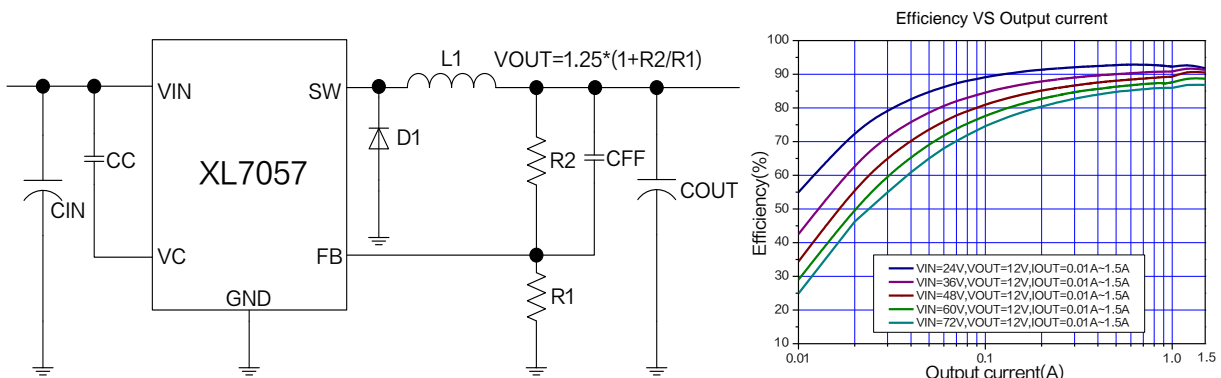 L1
VOUT=1.25*(1+R2/R1)
VIN
SW
D1
CC
XL7057
R2
CFF
CIN
COUT
VC
FB
GND
R1
Efficiency VS Output current
Efficiency(%)
100
90
80
70
60
50
40
30
20
10
VIN=24V,VOUT=12V,IOUT=0.01A~1.5A
VIN=36V,VOUT=12V,IOUT=0.01A~1.5A
VIN=48V,VOUT=12V,IOUT=0.01A~1.5A
VIN=60V,VOUT=12V,IOUT=0.01A~1.5A
VIN=72V,VOUT=12V,IOUT=0.01A~1.5A
0.01 0.1 1.0 1.5
Output current(A)